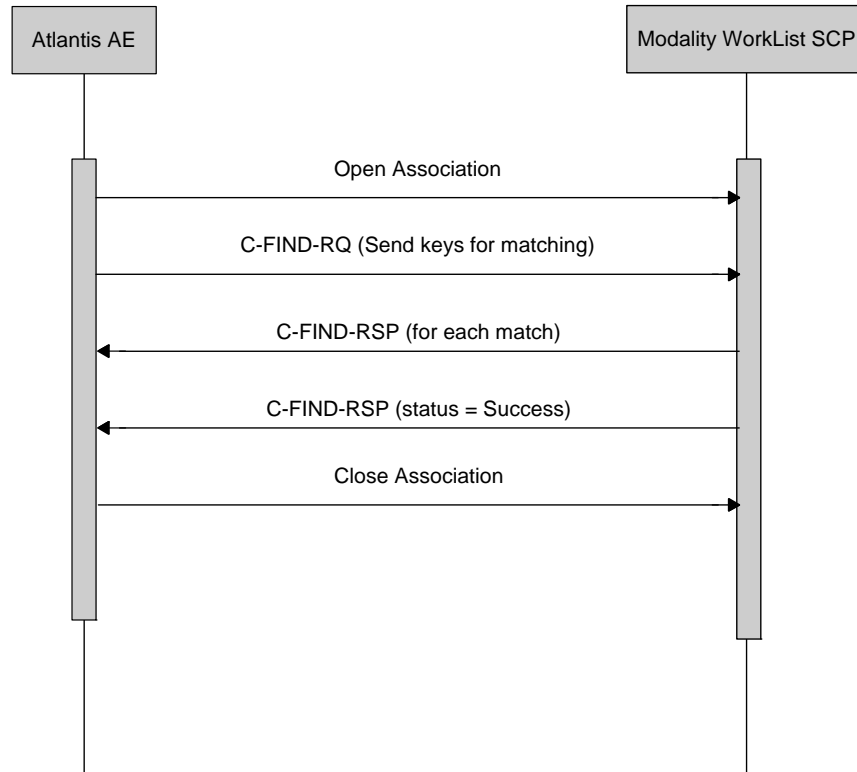 Atlantis AE
Modality WorkList SCP
Open Association
C-FIND-RQ (Send keys for matching)
C-FIND-RSP (for each match)
C-FIND-RSP (status = Success)
Close Association